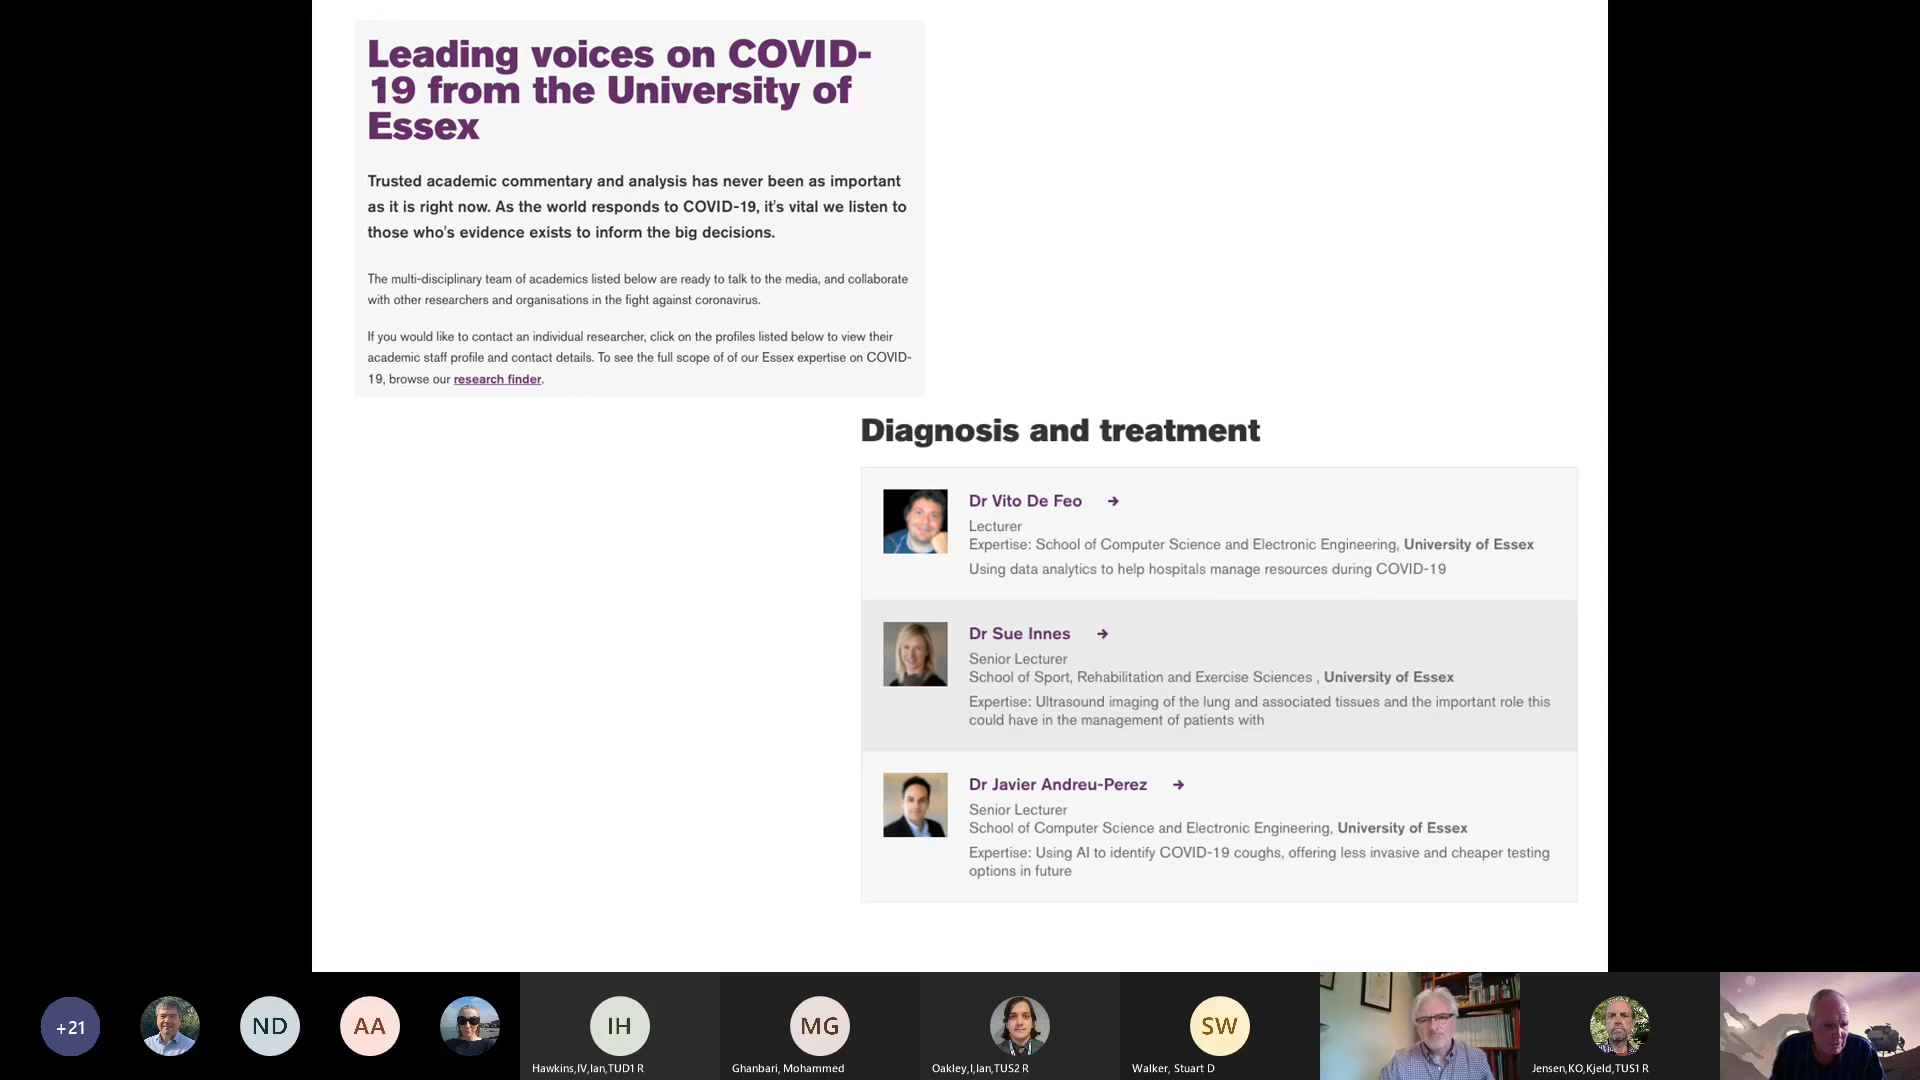 Leading voices on COVID-
19 from the University of
Essex
Trusted academic commentary and analysis has never been as important
as it is right now. As the world responds to COVID-19, it's vital we listen to
those who's evidence exists to inform the big decisions.
The multi-disciplinary team of academics listed below are ready to talk to the media, and collaborate
with other researchers and organisations in the fight against coronavirus.
If you would like to contact an individual researcher, click on the profiles listed below to view their
academic staff profile and contact details. To see the full scope of of our Essex expertise on COVID-
19, browse our research finder.
Diagnosis and treatment
Dr Vito De Feo →
Lecturer
Expertise: School of Computer Science and Electronic Engineering, University of Essex
Using data analytics to help hospitals manage resources during COVID-19
Dr Sue Innes →
Senior Lecturer
School of Sport, Rehabilitation and Exercise Sciences , University of Essex
Expertise: Ultrasound imaging of the lung and associated tissues and the important role this
could have in the management of patients with
Dr Javier Andreu-Perez →
Senior Lecturer
School of Computer Science and Electronic Engineering, University of Essex
Expertise: Using AI to identify COVID-19 coughs, offering less invasive and cheaper testing
options in future
+21
ND
AA
IH
MG
SW
Hawkins,IV,Ian,TUD1 R
Ghanbari, Mohammed
Oakley,I,Ian,TUS2 R
Walker, Stuart D
Jensen,KO,Kjeld,TUS1 R